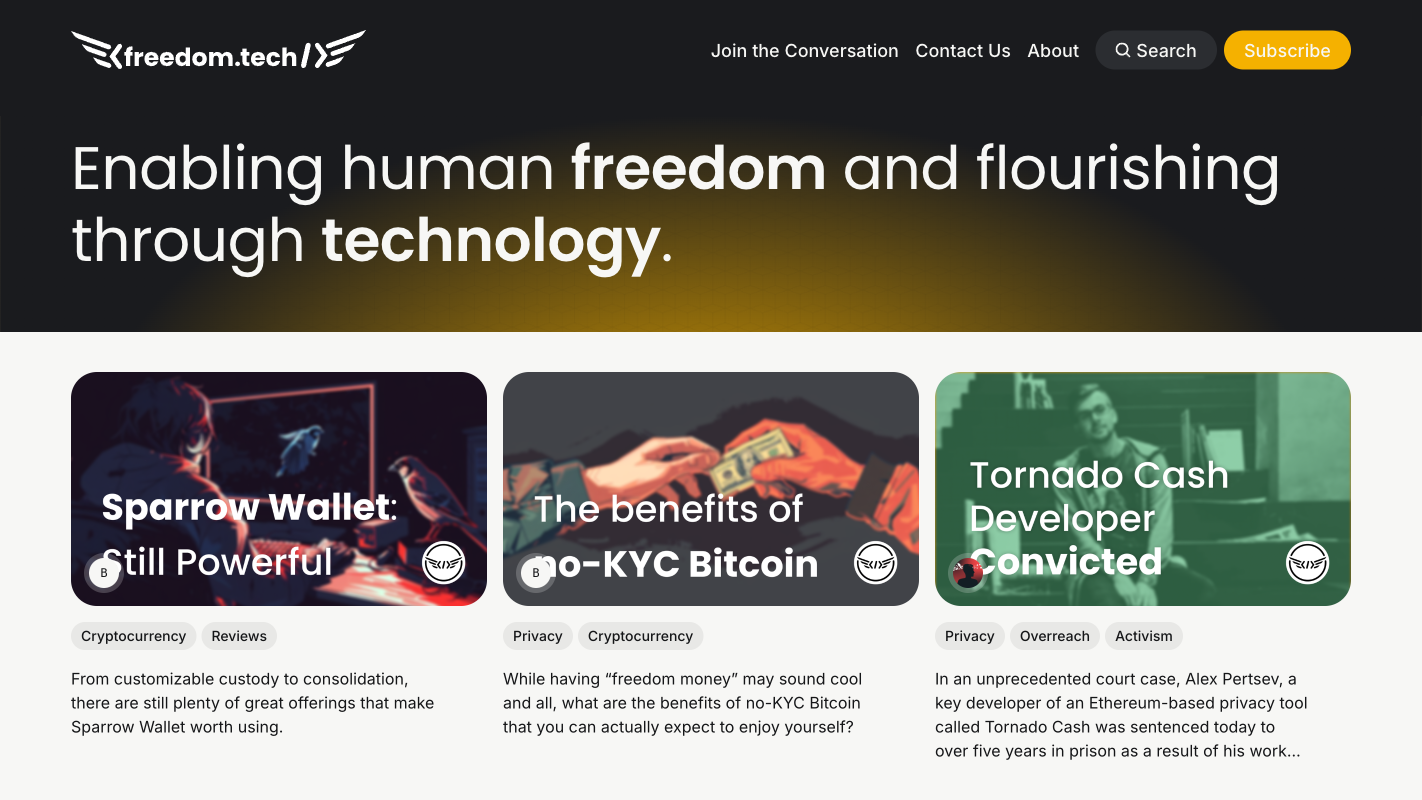 freedom.tech
Join the Conversation
Contact Us
About
Search
Subscribe
Enabling human freedom and flourishing
through technology.
Sparrow Wallet:
Still Powerful
B
Cryptocurrency
Reviews
From customizable custody to consolidation,
there are still plenty of great offerings that make
Sparrow Wallet worth using.
The benefits of
no-KYC Bitcoin
B
Privacy
Cryptocurrency
While having “freedom money” may sound cool
and all, what are the benefits of no-KYC Bitcoin
that you can actually expect to enjoy yourself?
Tornado Cash
Developer
Convicted
Privacy
Overreach
Activism
In an unprecedented court case, Alex Pertsev, a
key developer of an Ethereum-based privacy tool
called Tornado Cash was sentenced today to
over five years in prison as a result of his work...